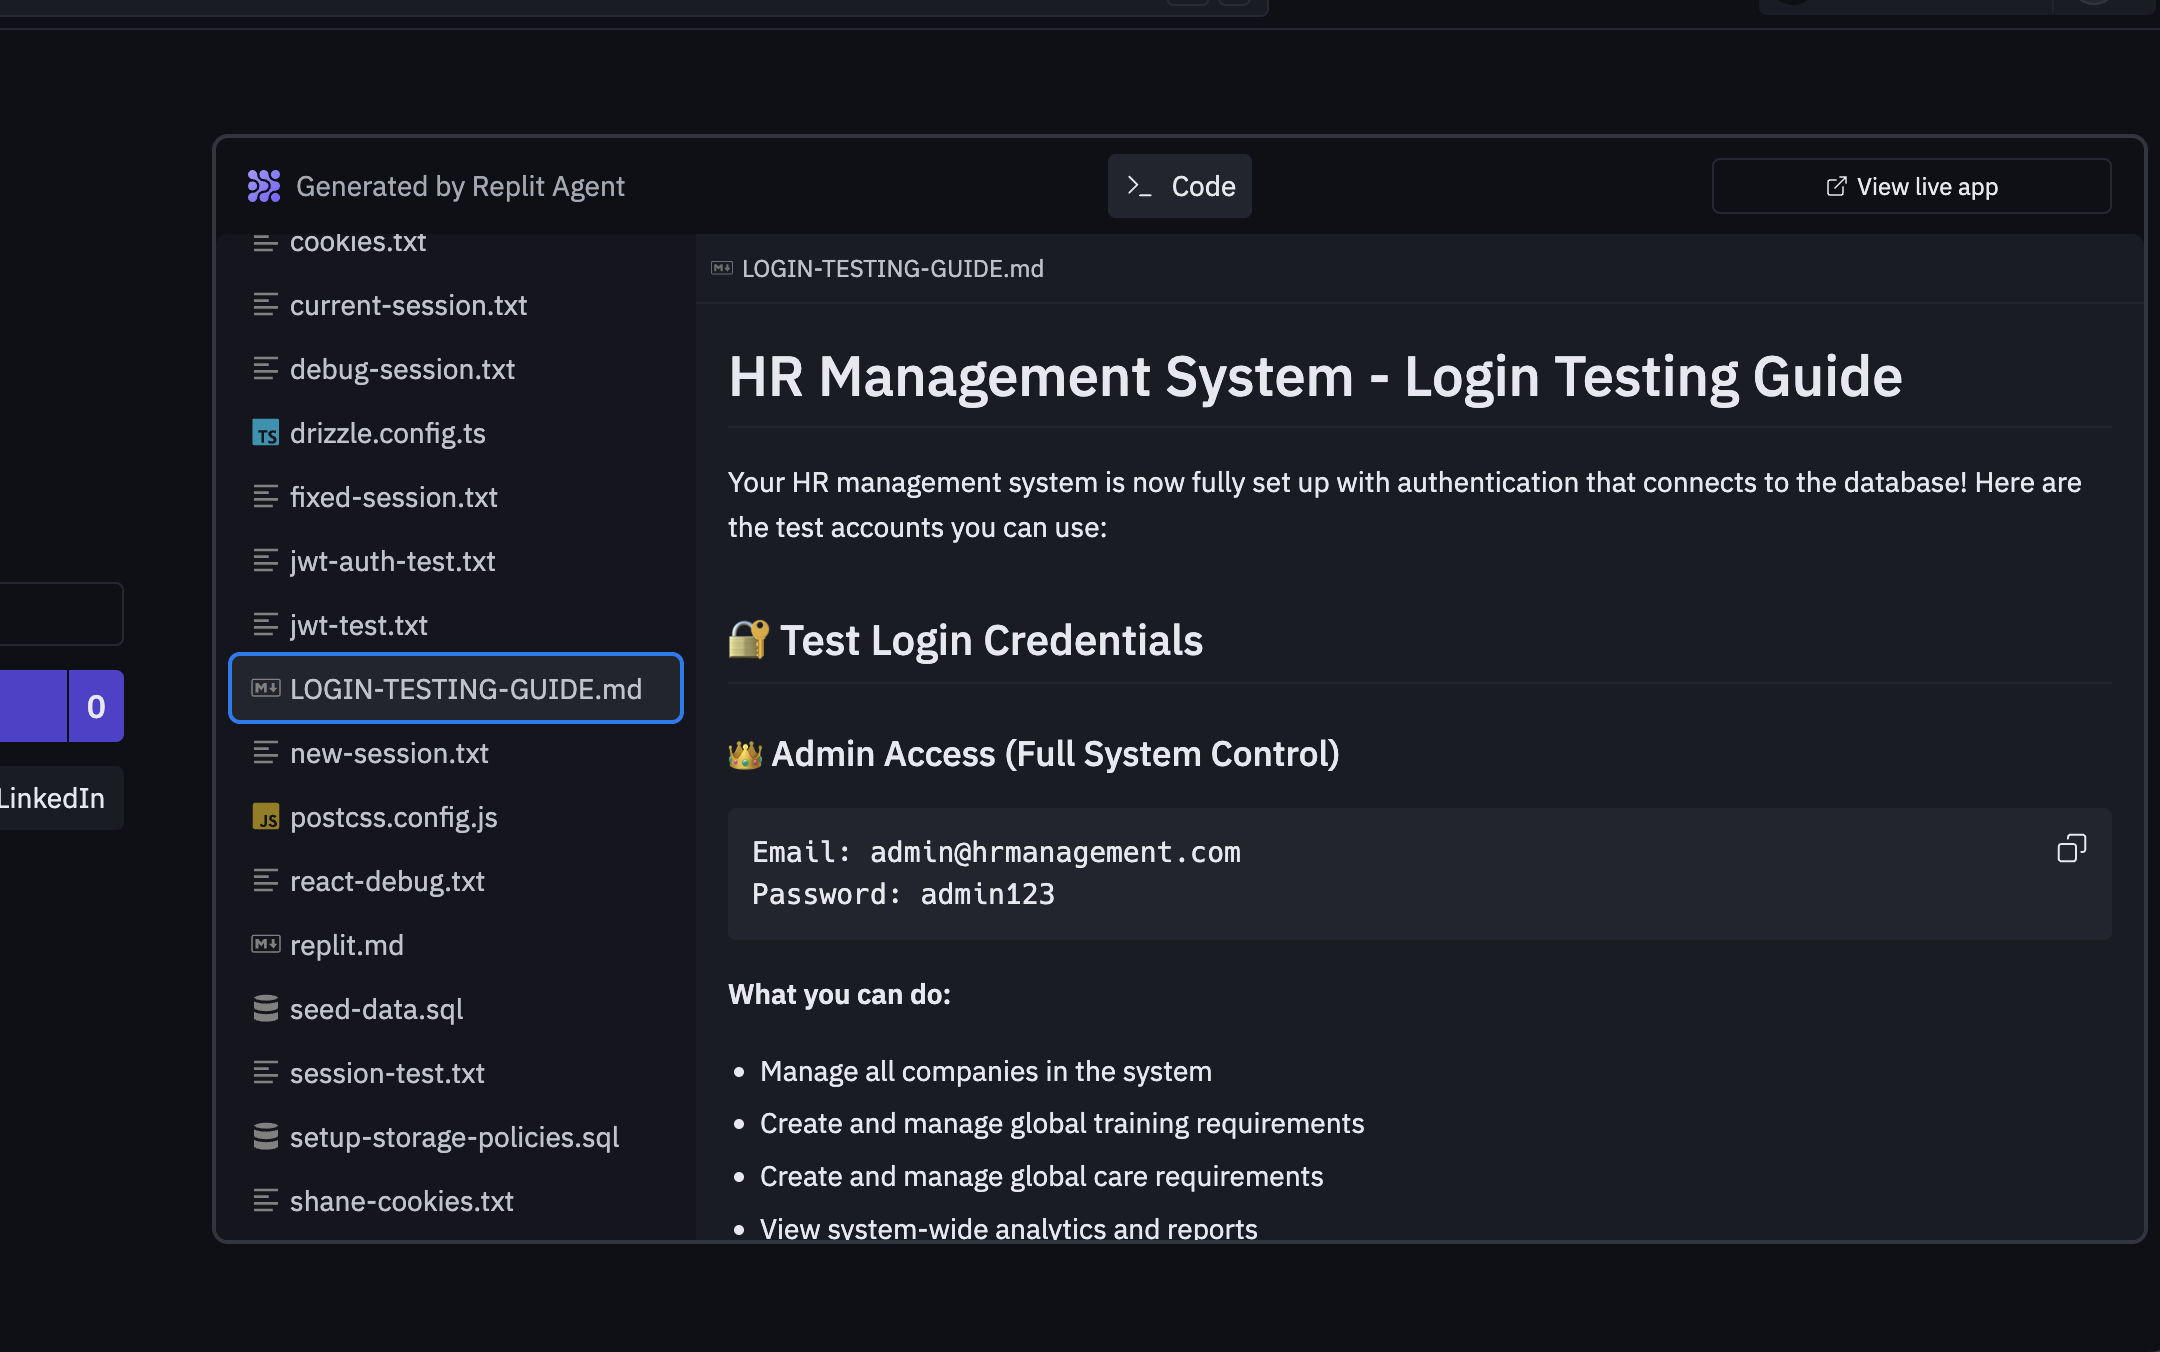 Generated by Replit Agent
Code
View live app
cookies.txt
current-session.txt
debug-session.txt
TS drizzle.config.ts
fixed-session.txt
jwt-auth-test.txt
jwt-test.txt
LOGIN-TESTING-GUIDE.md
new-session.txt
JS postcss.config.js
react-debug.txt
replit.md
seed-data.sql
session-test.txt
setup-storage-policies.sql
shane-cookies.txt
LOGIN-TESTING-GUIDE.md
HR Management System - Login Testing Guide
Your HR management system is now fully set up with authentication that connects to the database! Here are
the test accounts you can use:
🔐 Test Login Credentials
👑 Admin Access (Full System Control)
Email: admin@hrmanagement.com
Password: admin123
What you can do:
• Manage all companies in the system
• Create and manage global training requirements
• Create and manage global care requirements
• View system-wide analytics and reports
0
LinkedIn